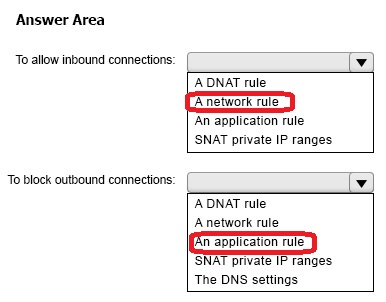 Answer Area
To allow inbound connections:
A DNAT rule
A network rule
An application rule
SNAT private IP ranges
To block outbound connections:
A DNAT rule
A network rule
An application rule
SNAT private IP ranges
The DNS settings